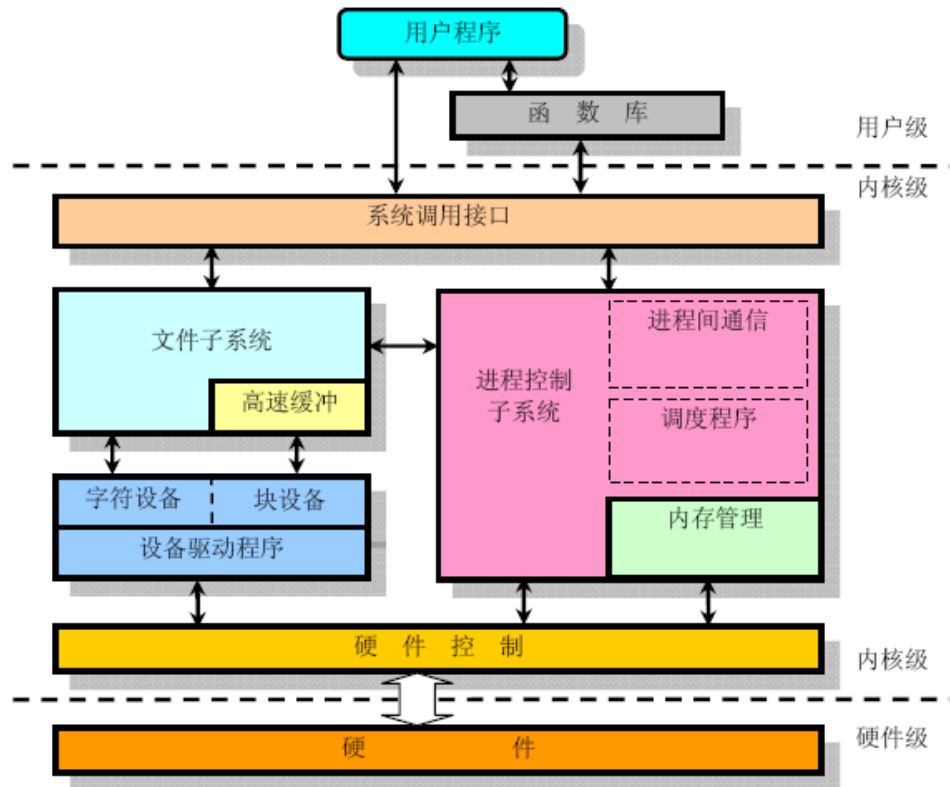 用户程序
函 数 库
用户级
内核级
系统调用接口
文件子系统
高速缓冲
进程控制
子系统
进程间通信
调度程序
内存管理
字符设备
块设备
设备驱动程序
硬 件 控 制
内核级
硬 件
硬件级